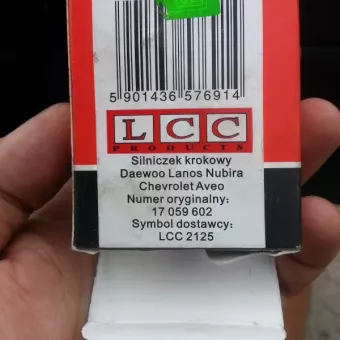 5 901436 576914
LCC
PRODUCTS
Silniczek krokowy
Daewoo Lanos Nubira
Chevrolet Aveo
Numer oryginalny:
17 059 602
Symbol dostawcy:
LCC 2125